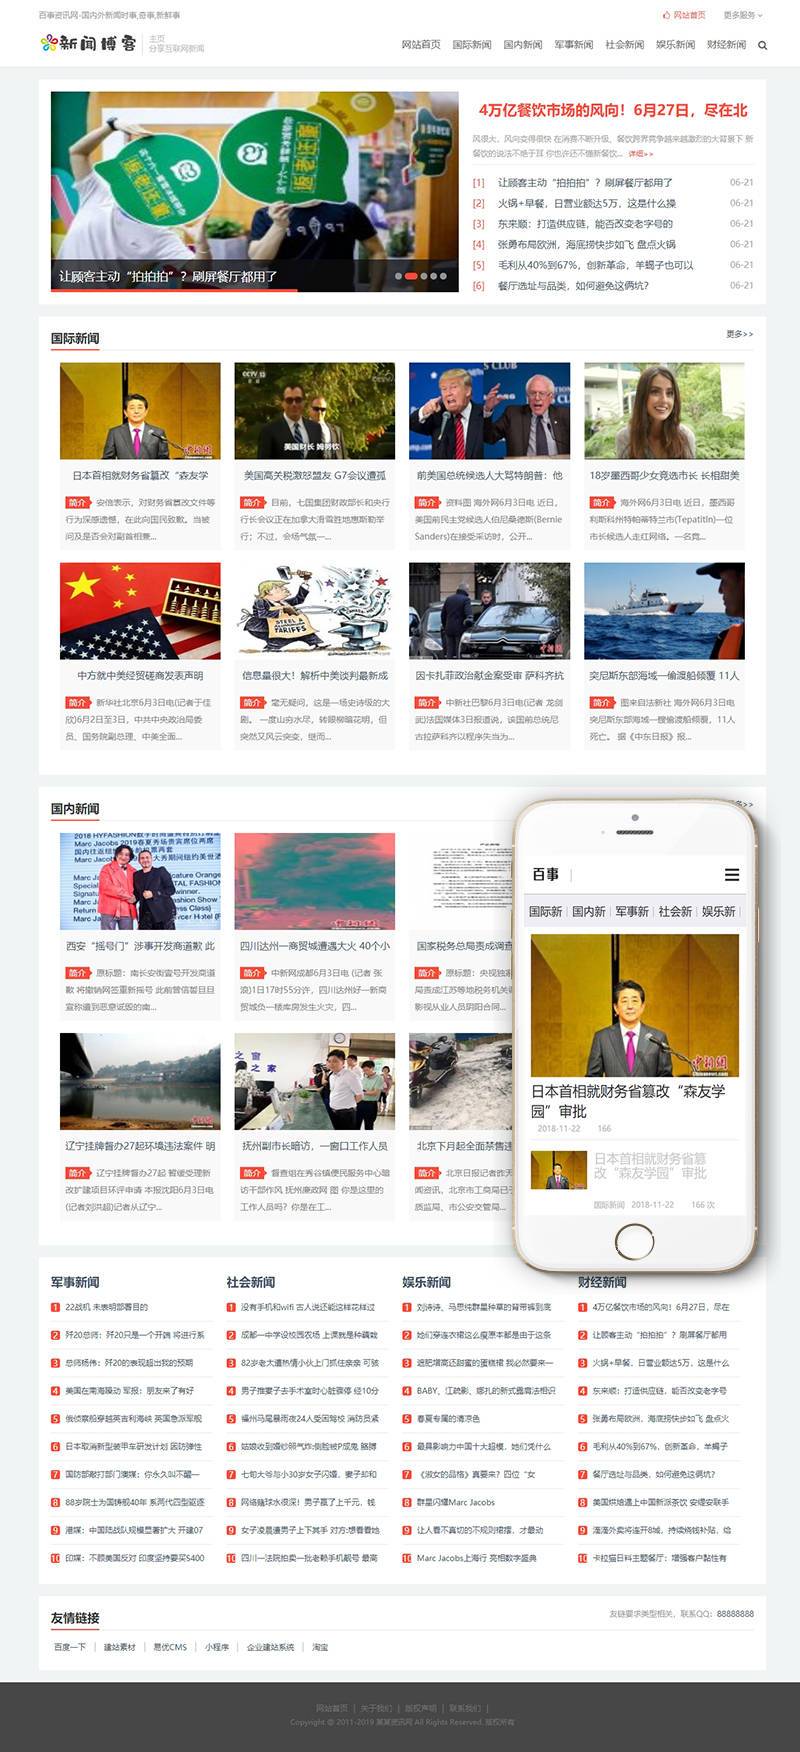 百事资讯网-国内外新闻时事,奇事,新鲜事
网站首页 更多服务
新闻博客 主页
分享互联网新闻
网站首页 国际新闻 国内新闻 军事新闻 社会新闻 娱乐新闻 财经新闻
4万亿餐饮市场的风向！6月27日，尽在北
风很大，风向变得很快 在消费不断升级、餐饮跨界竞争越来越激烈的大背景下 新
餐饮的说法不绝于耳 你也许还不懂新餐饮... 详细>>
[1] 让顾客主动“拍拍拍”？刷屏餐厅都用了 06-21
[2] 火锅+早餐，日营业额达5万，这是什么操 06-21
[3] 东来顺：打造供应链，能否改变老字号的 06-21
[4] 张勇布局欧洲，海底捞快步如飞 盘点火锅 06-21
[5] 毛利从40%到67%，创新革命，羊蝎子也可以 06-21
[6] 餐厅选址与品类，如何避免这俩坑? 06-21
让顾客主动“拍拍拍”？刷屏餐厅都用了
国际新闻 更多>>
日本首相就财务省篡改“森友学
简介 安倍表示，对财务省篡改文件等
行为深感遗憾，在此向国民致歉。当被
问及是否会对副首相兼...
美国高关税激怒盟友 G7会议遭孤
简介 目前，七国集团财政部长和央行
行长会议正在加拿大滑雪胜地惠斯勒举
行；不过，会场气氛一...
前美国总统候选人大骂特朗普：他
简介 资料图 海外网6月3日电 近日，
美国前民主党候选人伯尼桑德斯(Bernie
Sanders)在接受采访时，公开...
18岁墨西哥少女竞选市长 长相甜美
简介 海外网6月3日电 近日，墨西哥
利斯科州特帕蒂特兰市(Tepatitln)一位
市长候选人走红网络。一名竞...
中方就中美经贸磋商发表声明
简介 新华社北京6月3日电(记者于佳
欣)6月2日至3日，中共中央政治局委
员、国务院副总理、中美全面...
信息量很大！解析中美谈判最新成
简介 毫无疑问，这是一场史诗级的大
剧。 一度山穷水尽，转眼柳暗花明，但
突然又风云突变，继而...
因卡扎菲政治献金案受审 萨科齐抗
简介 中新社巴黎6月3日电(记者 龙剑
武)法国媒体3日报道说，该国前总统尼
古拉萨科齐以程序失当为...
突尼斯东部海域一偷渡船倾覆 11人
简介 图来自法新社 海外网6月3日电
突尼斯东部海域一艘偷渡船倾覆，11人
死亡。 据《中东日报》报...
国内新闻
西安“摇号门”涉事开发商道歉 此
简介 原标题：南长安街壹号开发商道
歉 将撤销网签重新摇号 此前曾信誓旦旦
宣称遭到恶意诋毁的南...
四川达州一商贸城遭遇大火 40个小
简介 中新网成都6月3日电 (记者 张
浪)1日17时55分许，四川达州好一新商
贸城负一楼库房发生火灾，四...
国家税务总局责成调查
简介 原标题：央视独家
局责成江苏等地税务机关
影视从业人员阴阳合同...
辽宁挂牌督办27起环境违法案件 明
简介 辽宁挂牌督办27起 暂缓受理新
改扩建项目环评申请 本报沈阳6月3日电
(记者刘洪超)记者从辽宁...
抚州副市长暗访，一窗口工作人员
简介 督查组在秀谷镇便民服务中心暗
访干部作风 抚州廉政网 图 你是这里的
工作人员吗？你是在工...
北京下月起全面禁售违
简介 北京日报记者昨天
闻资讯，北京市工商局已于
质监局、市公安交管局...
百事
国际新 国内新 军事新 社会新 娱乐新
日本首相就财务省篡改“森友学
园”审批
2018-11-22 166
日本首相就财务省篡
改“森友学园”审批
国际新闻 2018-11-22 166 次
军事新闻
1 22战机 未表明部署目的
2 歼20总师：歼20只是一个开端 将进行系
3 总师杨伟：歼20的表现超出我的预期
4 美国在南海躁动 军报：朋友来了有好
5 俄侦察船穿越英吉利海峡 英国急派军舰
6 日本取消新型装甲车研发计划 因防弹性
7 国防部敲打部门澳媒：你永久叫不醒一
8 88岁院士为国铸舰40年 系两代四型驱逐
9 港媒：中国陆战队规模显著扩大 开建07
10 印媒：不顾美国反对 印度坚持要买S400
社会新闻
1 没有手机和wifi 古人说还能这样花样过
2 成都一中学设校园农场 上课就是种蔬栽
3 82岁老太遭热情小伙上门抓住亲亲 可骇
4 男子推妻子去手术室时心脏骤停 经10分
5 福州马尾暴雨夜24人受困驾校 消防员紧
6 姑娘收到婚纱照气炸:倒脸被P成鬼 胳膊
7 七旬大爷与小30岁女子闪婚，妻子却和
8 网络赌球水很深！男子赢了上千元，钱
9 女子凌晨遭男子上下其手 对方:想看看她
10 四川一法院拍卖一批老赖手机靓号 最高
娱乐新闻
1 刘诗诗、马思纯群星种草的背带裤到底
2 她们穿连衣裙这么瘦原本都是由于这条
3 遮肥增高还甜蜜的蛋糕裙 我必然要来一
4 BABY、江疏影、娜扎的新式露肩法相识
5 春夏专属的清凉色
6 最具影响力中国十大超模，她们凭什么
7 《淑女的品格》真要来？四位“女
8 群星闪耀Marc Jacobs
9 让人看不真切的不规则裙摆，才最动
10 Marc Jacobs上海行 亮相数字盛典
财经新闻
1 4万亿餐饮市场的风向！6月27日，尽在
2 让顾客主动“拍拍拍”？刷屏餐厅都用
3 火锅+早餐，日营业额达5万，这是什么
4 东来顺：打造供应链，能否改变老字号
5 张勇布局欧洲，海底捞快步如飞 盘点火
6 毛利从40%到67%，创新革命，羊蝎子
7 餐厅选址与品类，如何避免这俩坑?
8 美国烘焙遇上中国新派茶饮 安缇安联手
9 滴滴外卖将连开8城，持续烧钱补贴，给
10 卡拉猫日料主题餐厅：增强客户黏性有
友情链接 友链要求类型相关，联系QQ：88888888
百度一下 | 建站素材 | 易优CMS | 小程序 | 企业建站系统 | 淘宝
网站首页 | 关于我们 | 版权声明 | 联系我们 |
Copyright @ 2011-2019 某某资讯网 All Rights Reserved. 版权所有